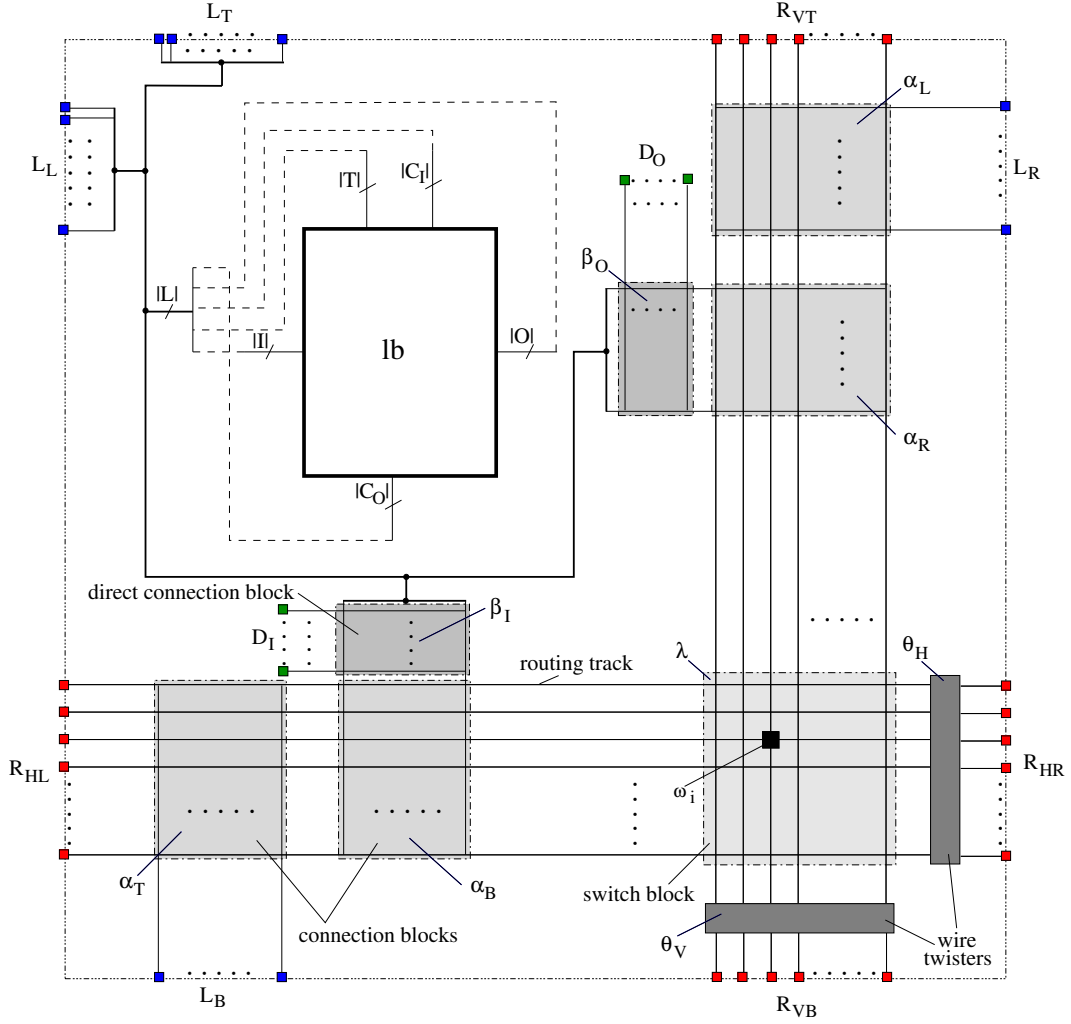 L_T
R_VT
α_L
L_L
|T|
|C_I|
D_O
L_R
β_O
|L|
|I|
lb
|O|
α_R
|C_O|
direct connection block
β_I
D_I
routing track
λ
θ_H
R_HL
ω_i
R_HR
α_T
α_B
switch block
connection blocks
θ_V
wire
twisters
L_B
R_VB